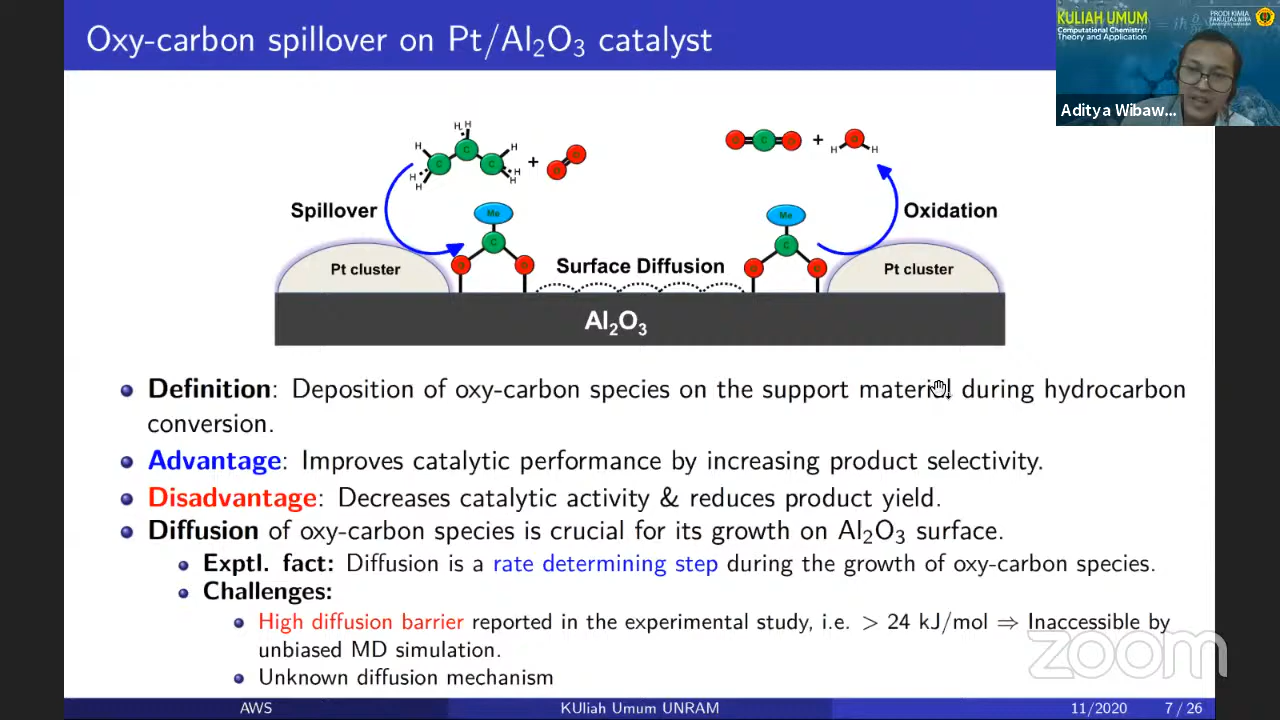 Oxy-carbon spillover on Pt/Al₂O₃ catalyst
KULIAH UMUM
Computational Chemistry:
Theory and Application
PRODI KIMIA
Aditya Wibaw...
H H
H C H
C C
H H
H H
+
O O
O C O + O
H H
Spillover
Me
C
O O
Surface Diffusion
Me
C
O O
Oxidation
Pt cluster
Pt cluster
Al₂O₃
Definition: Deposition of oxy-carbon species on the support material during hydrocarbon
conversion.
Advantage: Improves catalytic performance by increasing product selectivity.
Disadvantage: Decreases catalytic activity & reduces product yield.
Diffusion of oxy-carbon species is crucial for its growth on Al₂O₃ surface.
Exptl. fact: Diffusion is a rate determining step during the growth of oxy-carbon species.
Challenges:
High diffusion barrier reported in the experimental study, i.e. > 24 kJ/mol ⇒ Inaccessible by
unbiased MD simulation.
Unknown diffusion mechanism
zoom
AWS KUliah Umum UNRAM 11/2020 7 / 26